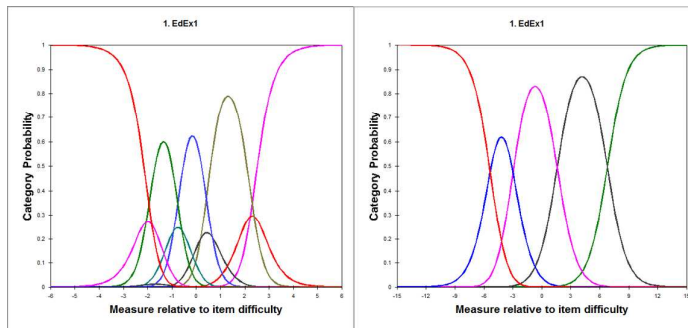 1. EdEx1
1
0.9
0.8
0.7
0.6
0.5
0.4
0.3
0.2
0.1
0
Category Probability
-6 -5 -4 -3 -2 -1 0 1 2 3 4 5 6
Measure relative to item difficulty
1. EdEx1
1
0.9
0.8
0.7
0.6
0.5
0.4
0.3
0.2
0.1
0
Category Probability
-15 -12 -9 -6 -3 0 3 6 9 12 15
Measure relative to item difficulty